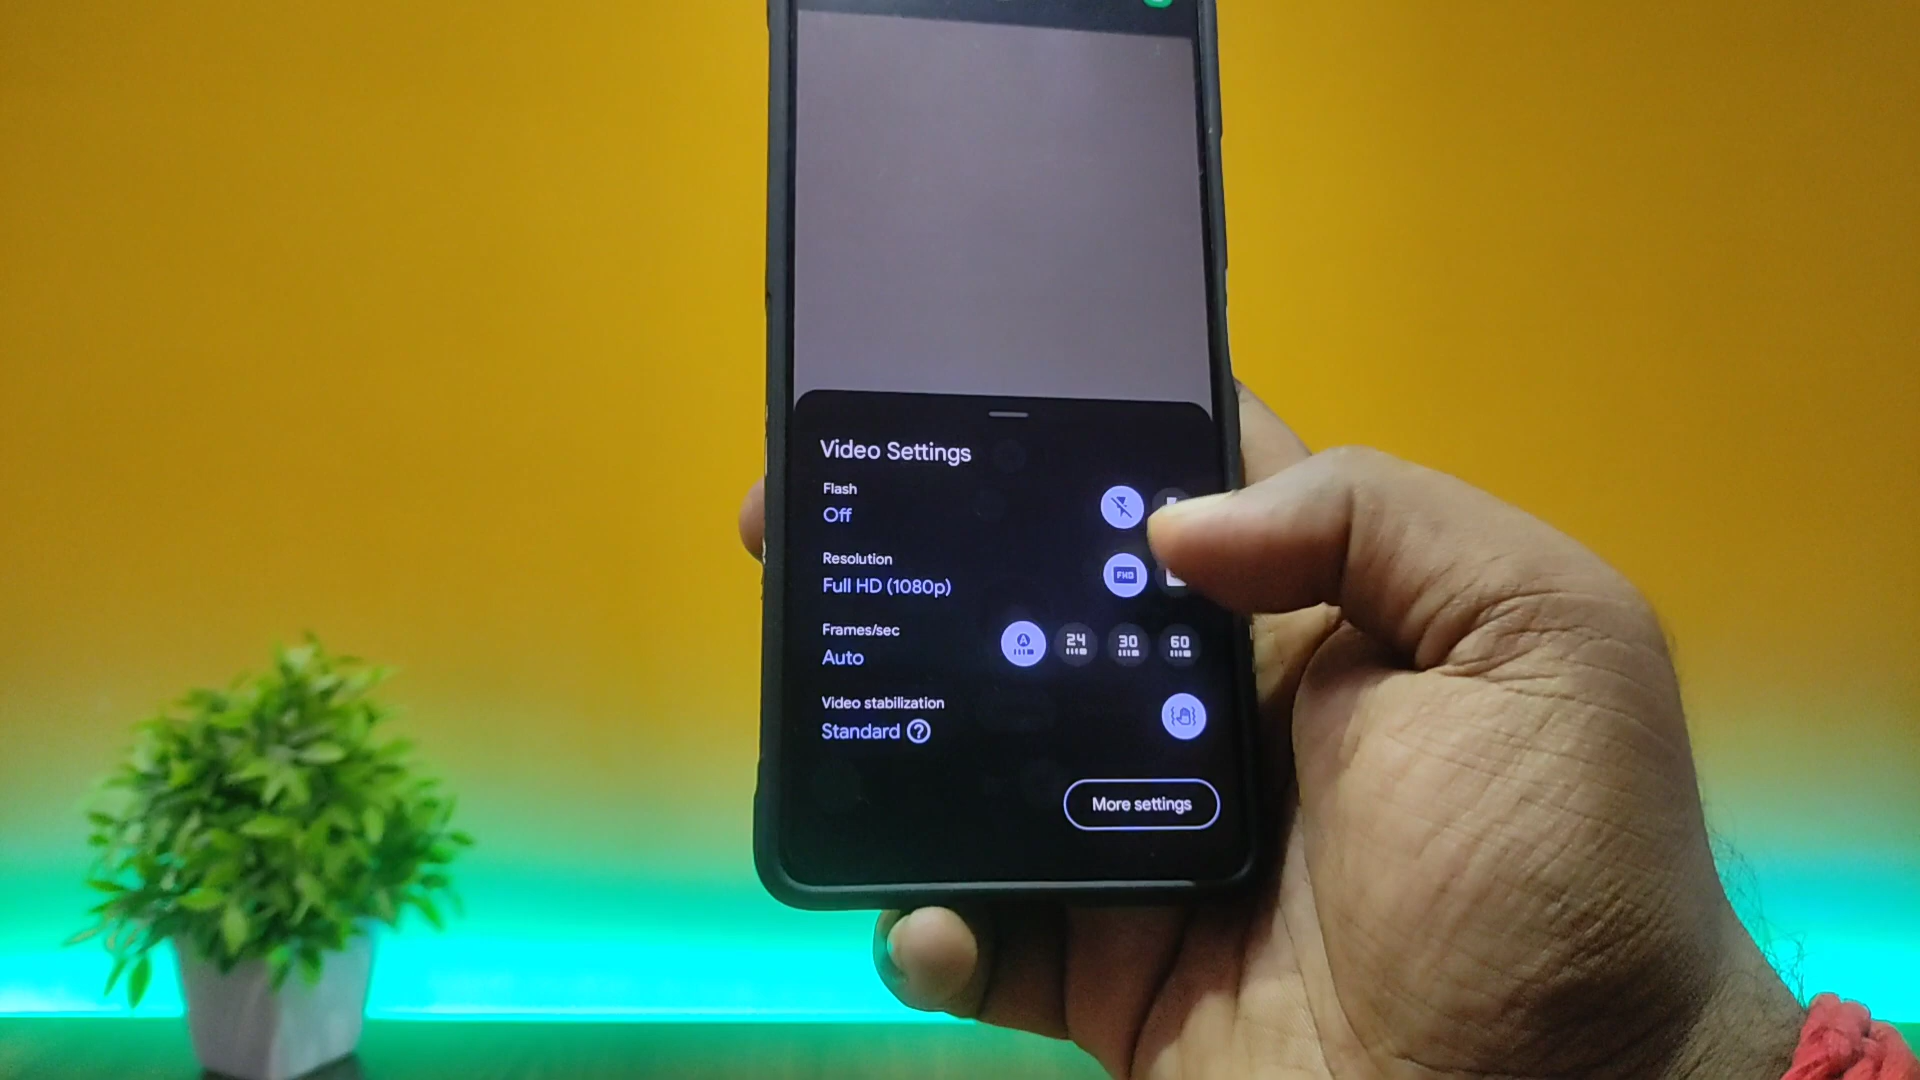 Video Settings
Flash
Off
Resolution
Full HD (1080p)
FHD
Frames/sec
Auto
A
24
30
60
Video stabilization
Standard ?
More settings